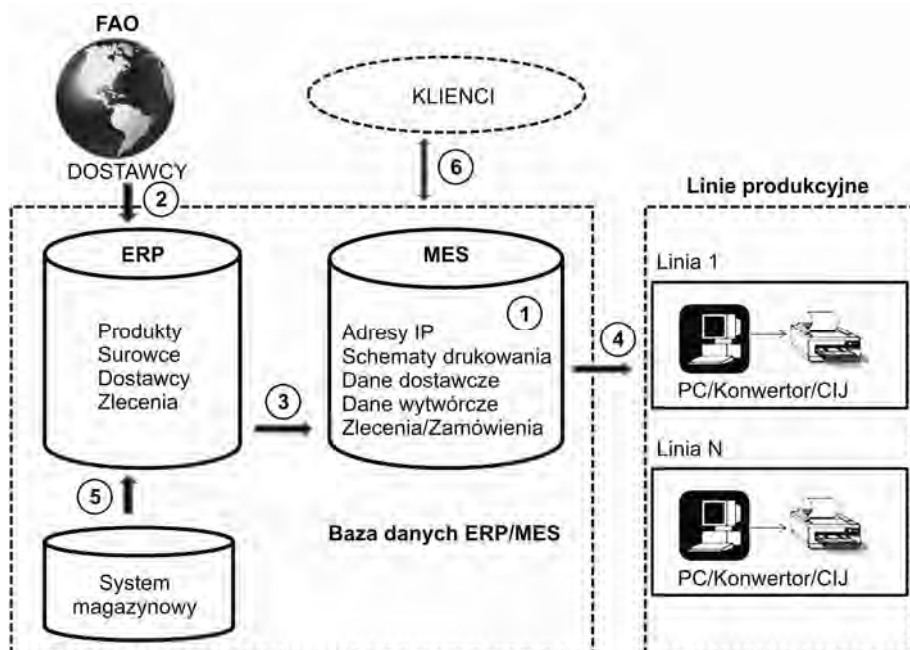 FAO
DOSTAWCY
2
KLIENCI
6
ERP
Produkty
Surowce
Dostawcy
Zlecenia
3
MES
1
Adresy IP
Schematy drukowania
Dane dostawcze
Dane wytwórcze
Zlecenia/Zamówienia
4
5
System
magazynowy
Baza danych ERP/MES
Linie produkcyjne
Linia 1
PC/Konwertor/CIJ
Linia N
PC/Konwertor/CIJ